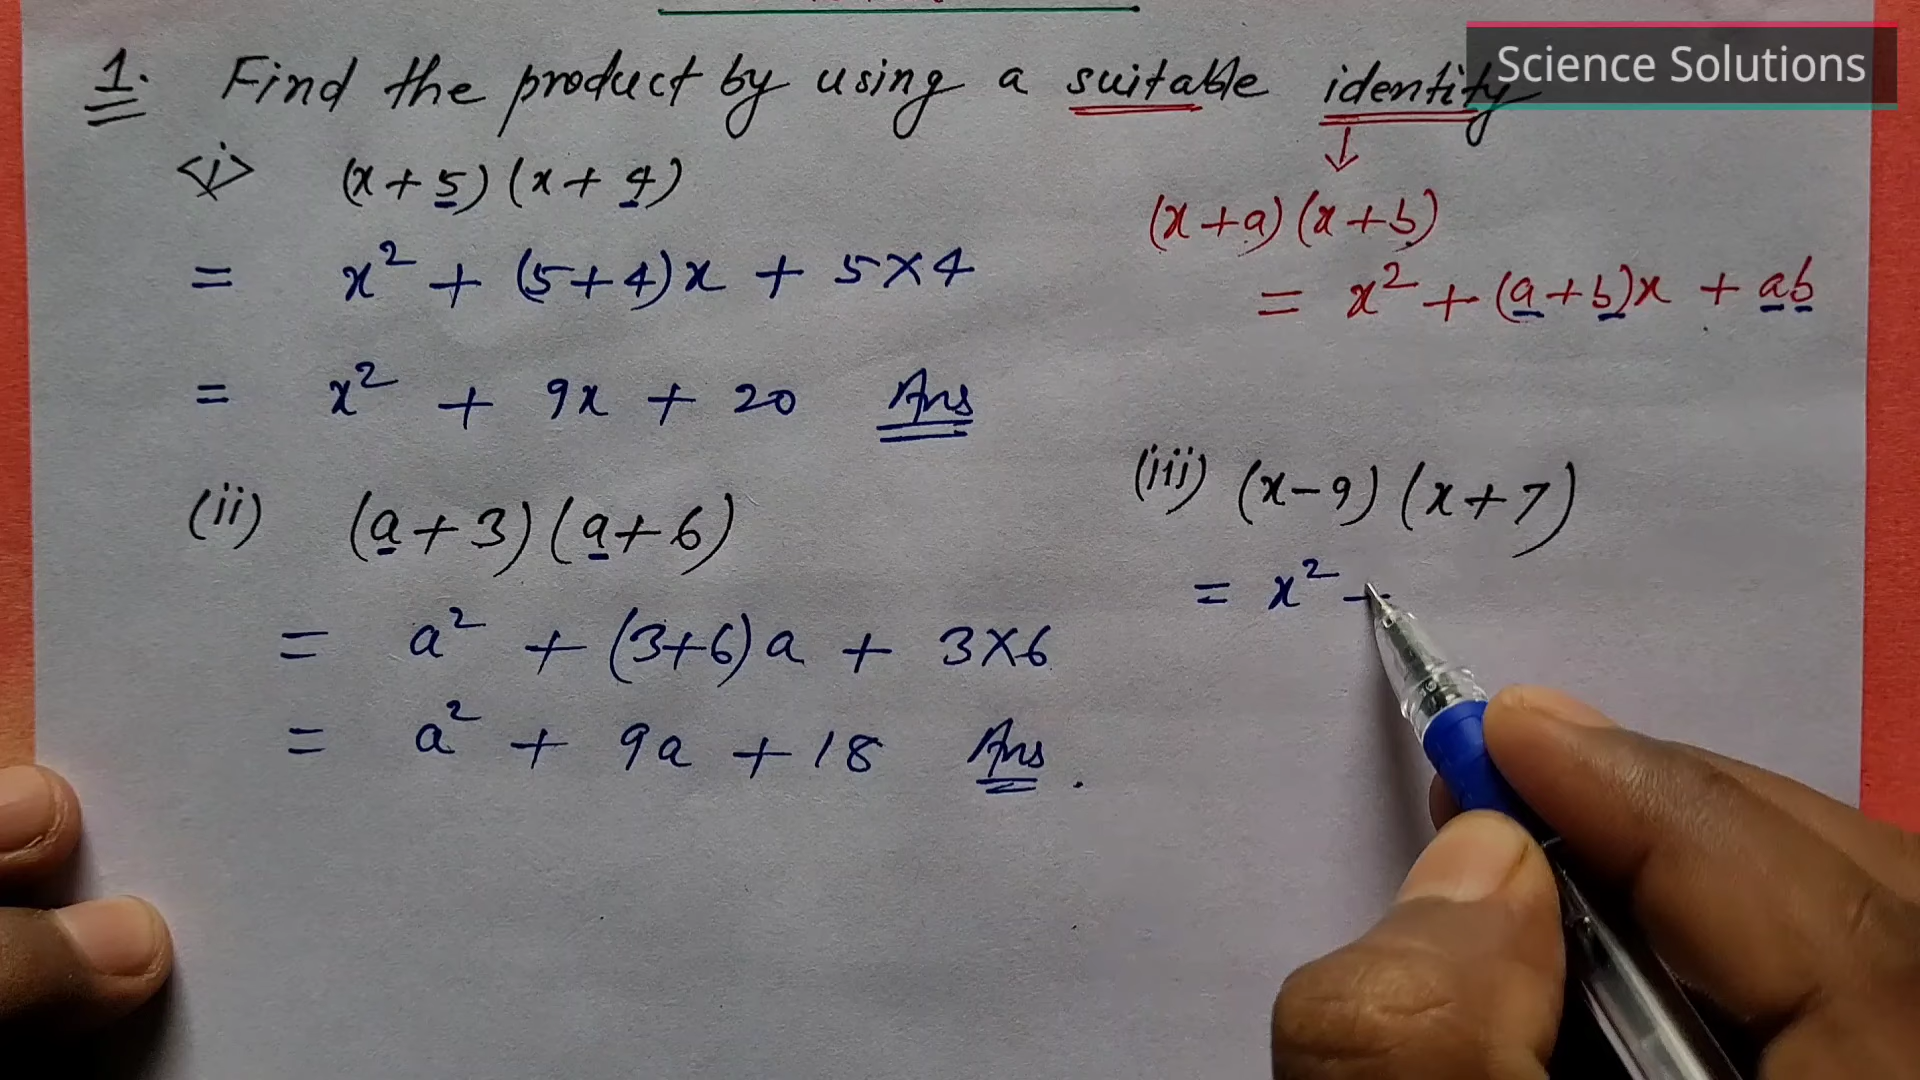 Science Solutions
1. Find the product by using a suitable identity
(i) (x + 5) (x + 4)
= x² + (5+4)x + 5×4
= x² + 9x + 20 Ans
(x + a) (x + b)
= x² + (a + b)x + ab
(ii) (a + 3) (a + 6)
= a² + (3+6)a + 3×6
= a² + 9a + 18 Ans.
(iii) (x - 9) (x + 7)
= x²